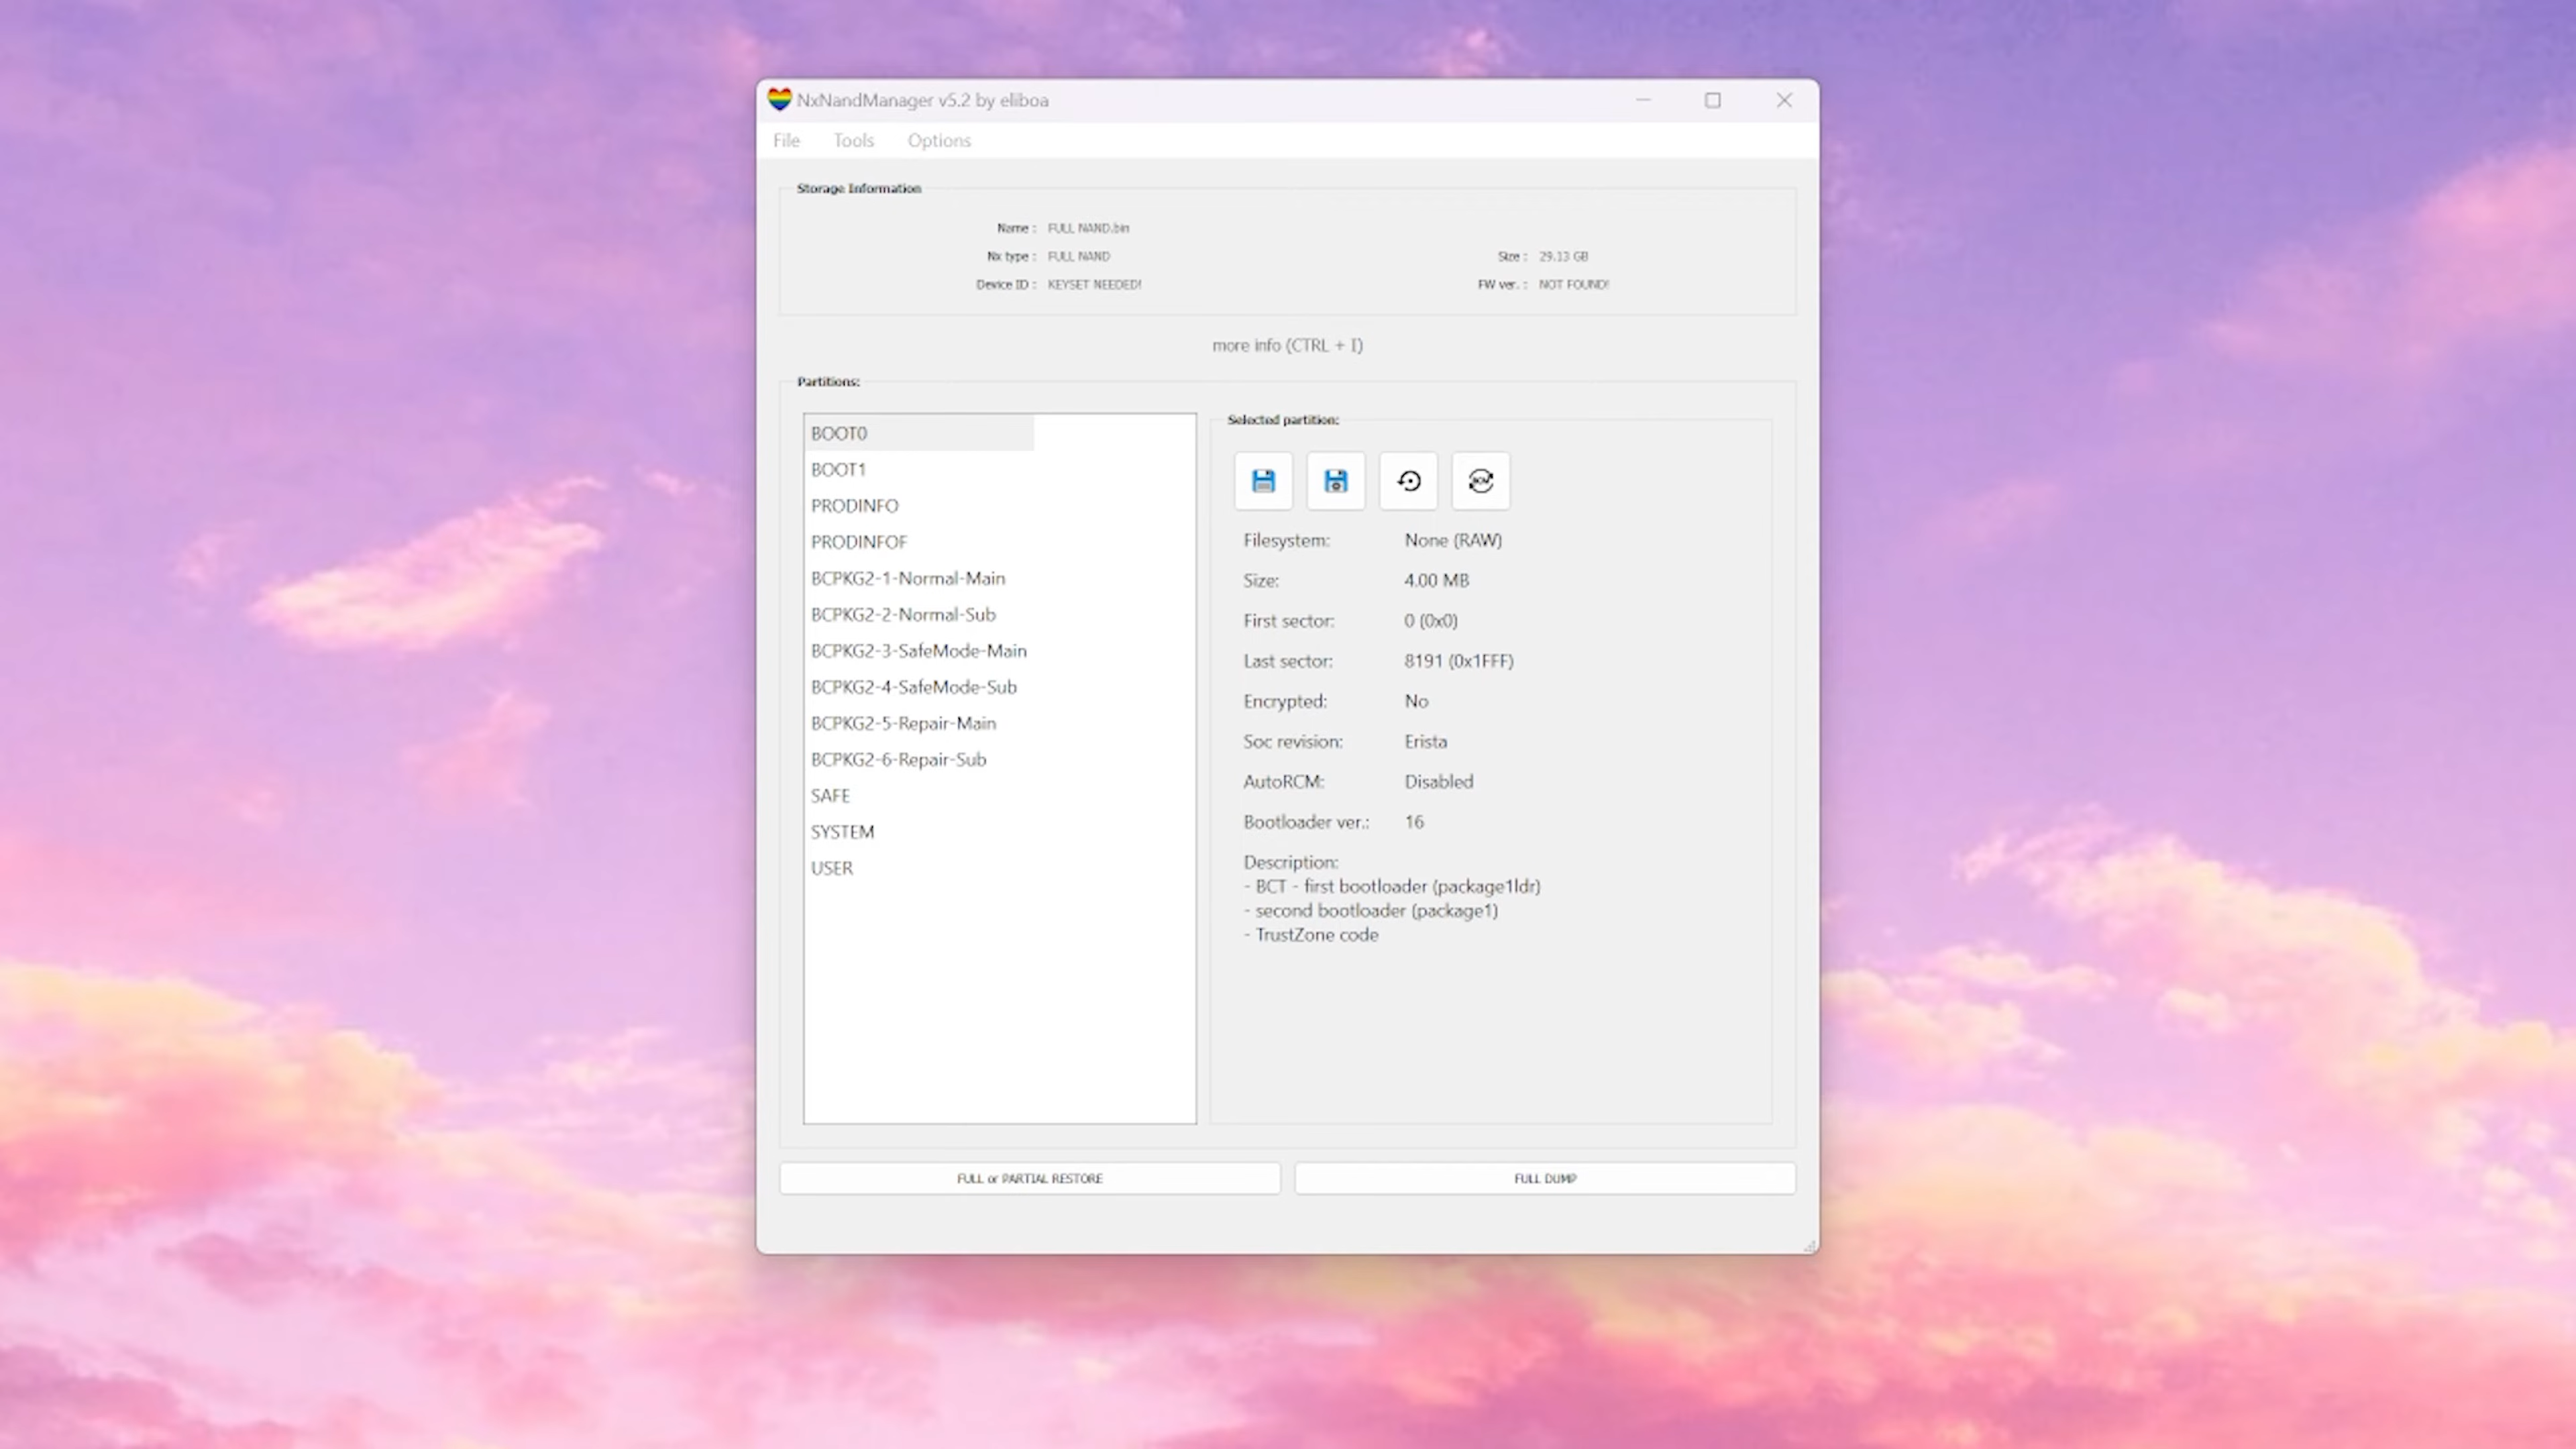 NxNandManager v5.2 by eliboa
File Tools Options
Storage Information
Name : FULL NAND.bin
Nx type : FULL NAND Size : 29.13 GB
Device ID : KEYSET NEEDED! FW ver. : NOT FOUND!
more info (CTRL + I)
Partitions:
BOOT0
BOOT1
PRODINFO
PRODINFOF
BCPKG2-1-Normal-Main
BCPKG2-2-Normal-Sub
BCPKG2-3-SafeMode-Main
BCPKG2-4-SafeMode-Sub
BCPKG2-5-Repair-Main
BCPKG2-6-Repair-Sub
SAFE
SYSTEM
USER
Selected partition:
Filesystem: None (RAW)
Size: 4.00 MB
First sector: 0 (0x0)
Last sector: 8191 (0x1FFF)
Encrypted: No
Soc revision: Erista
AutoRCM: Disabled
Bootloader ver.: 16
Description:
- BCT - first bootloader (package1ldr)
- second bootloader (package1)
- TrustZone code
FULL or PARTIAL RESTORE FULL DUMP